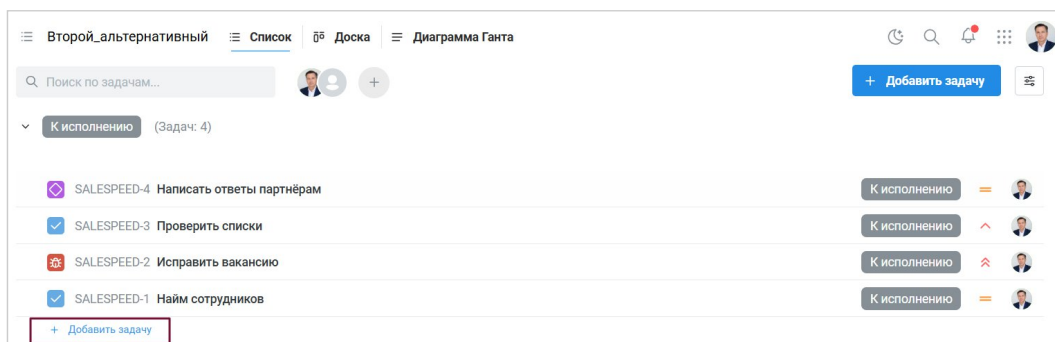 Второй_альтернативный Список Доска Диаграмма Ганта
Поиск по задачам... + + Добавить задачу
К исполнению (Задач: 4)
SALESPEED-4 Написать ответы партнёрам К исполнению
SALESPEED-3 Проверить списки К исполнению
SALESPEED-2 Исправить вакансию К исполнению
SALESPEED-1 Найм сотрудников К исполнению
+ Добавить задачу